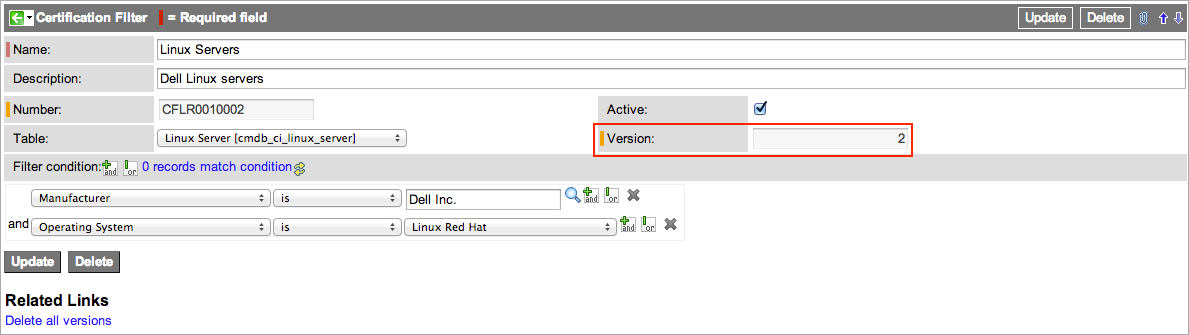 Certification Filter = Required field Update Delete
Name: Linux Servers
Description: Dell Linux servers
Number: CFLR0010002 Active:
Table: Linux Server [cmdb_ci_linux_server] Version: 2
Filter condition: and or 0 records match condition
Manufacturer is Dell Inc. and or
and Operating System is Linux Red Hat and or
Update Delete
Related Links
Delete all versions